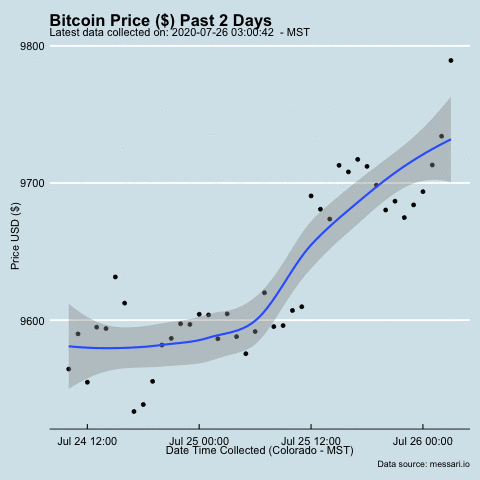 Bitcoin Price ($) Past 2 Days
Latest data collected on: 2020-07-26 03:00:42 - MST
9800
9700
9600
Price USD ($)
Jul 24 12:00
Jul 25 00:00
Jul 25 12:00
Jul 26 00:00
Date Time Collected (Colorado - MST)
Data source: messari.io